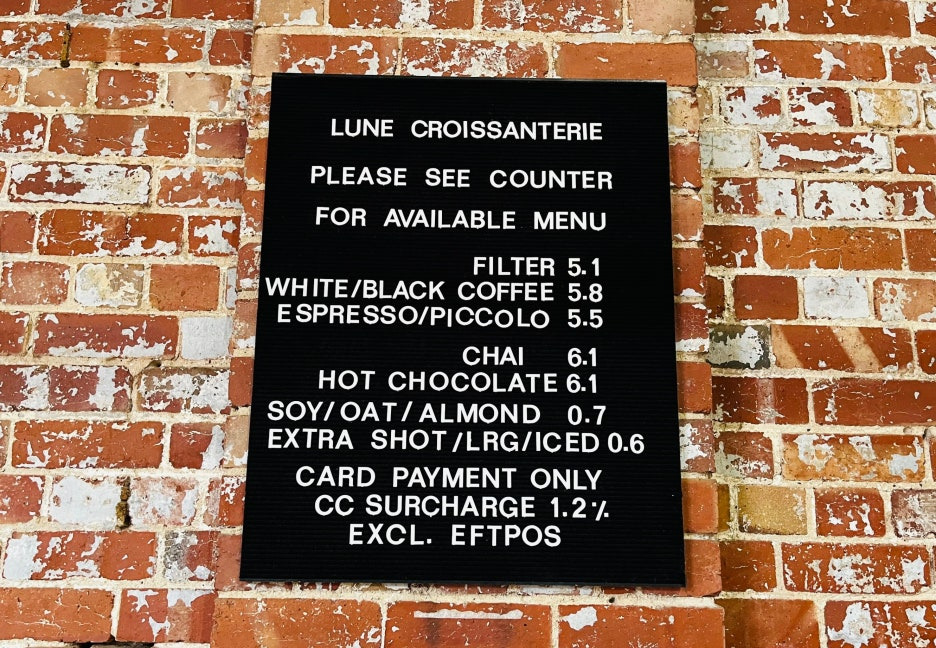 LUNE CROISSANTERIE
PLEASE SEE COUNTER
FOR AVAILABLE MENU
FILTER 5.1
WHITE/BLACK COFFEE 5.8
ESPRESSO/PICCOLO 5.5
CHAI 6.1
HOT CHOCOLATE 6.1
SOY/OAT/ALMOND 0.7
EXTRA SHOT/LRG/ICED 0.6
CARD PAYMENT ONLY
CC SURCHARGE 1.2%
EXCL. EFTPOS